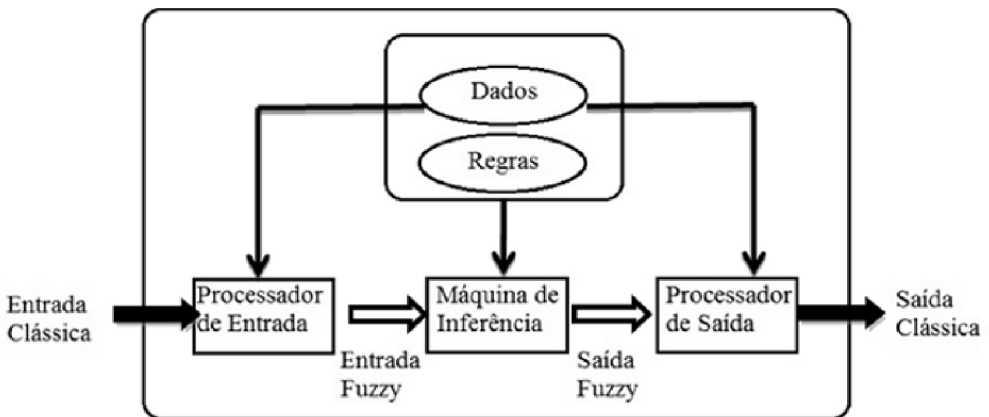 Dados
Regras
Entrada
Clássica
Processador
de Entrada
Entrada
Fuzzy
Máquina de
Inferência
Saída
Fuzzy
Processador
de Saída
Saída
Clássica